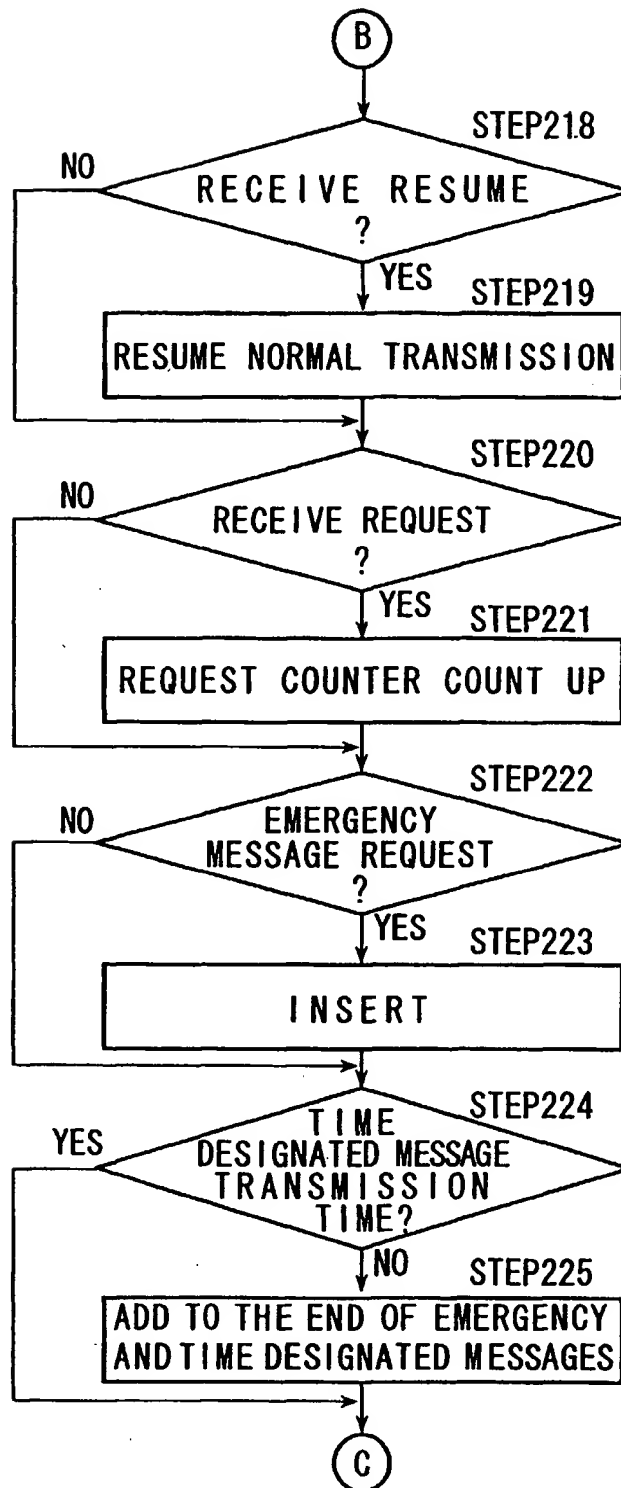 B
STEP218
NO
RECEIVE RESUME
?
YES
STEP219
RESUME NORMAL TRANSMISSION
STEP220
NO
RECEIVE REQUEST
?
YES
STEP221
REQUEST COUNTER COUNT UP
STEP222
NO
EMERGENCY
MESSAGE REQUEST
?
YES
STEP223
INSERT
STEP224
YES
TIME
DESIGNATED MESSAGE
TRANSMISSION
TIME?
NO
STEP225
ADD TO THE END OF EMERGENCY
AND TIME DESIGNATED MESSAGES
C